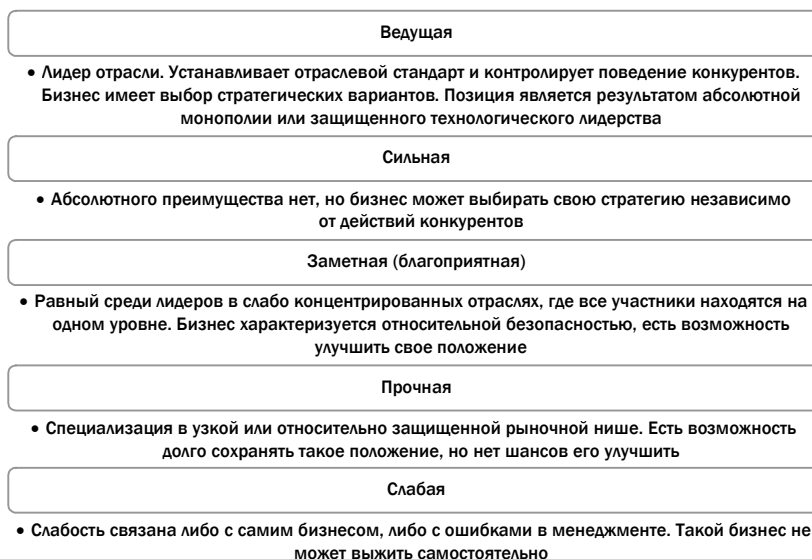 Ведущая
• Лидер отрасли. Устанавливает отраслевой стандарт и контролирует поведение конкурентов.
Бизнес имеет выбор стратегических вариантов. Позиция является результатом абсолютной
монополии или защищенного технологического лидерства
Сильная
• Абсолютного преимущества нет, но бизнес может выбирать свою стратегию независимо
от действий конкурентов
Заметная (благоприятная)
• Равный среди лидеров в слабо концентрированных отраслях, где все участники находятся на
одном уровне. Бизнес характеризуется относительной безопасностью, есть возможность
улучшить свое положение
Прочная
• Специализация в узкой или относительно защищенной рыночной нише. Есть возможность
долго сохранять такое положение, но нет шансов его улучшить
Слабая
• Слабость связана либо с самим бизнесом, либо с ошибками в менеджменте. Такой бизнес не
может выжить самостоятельно